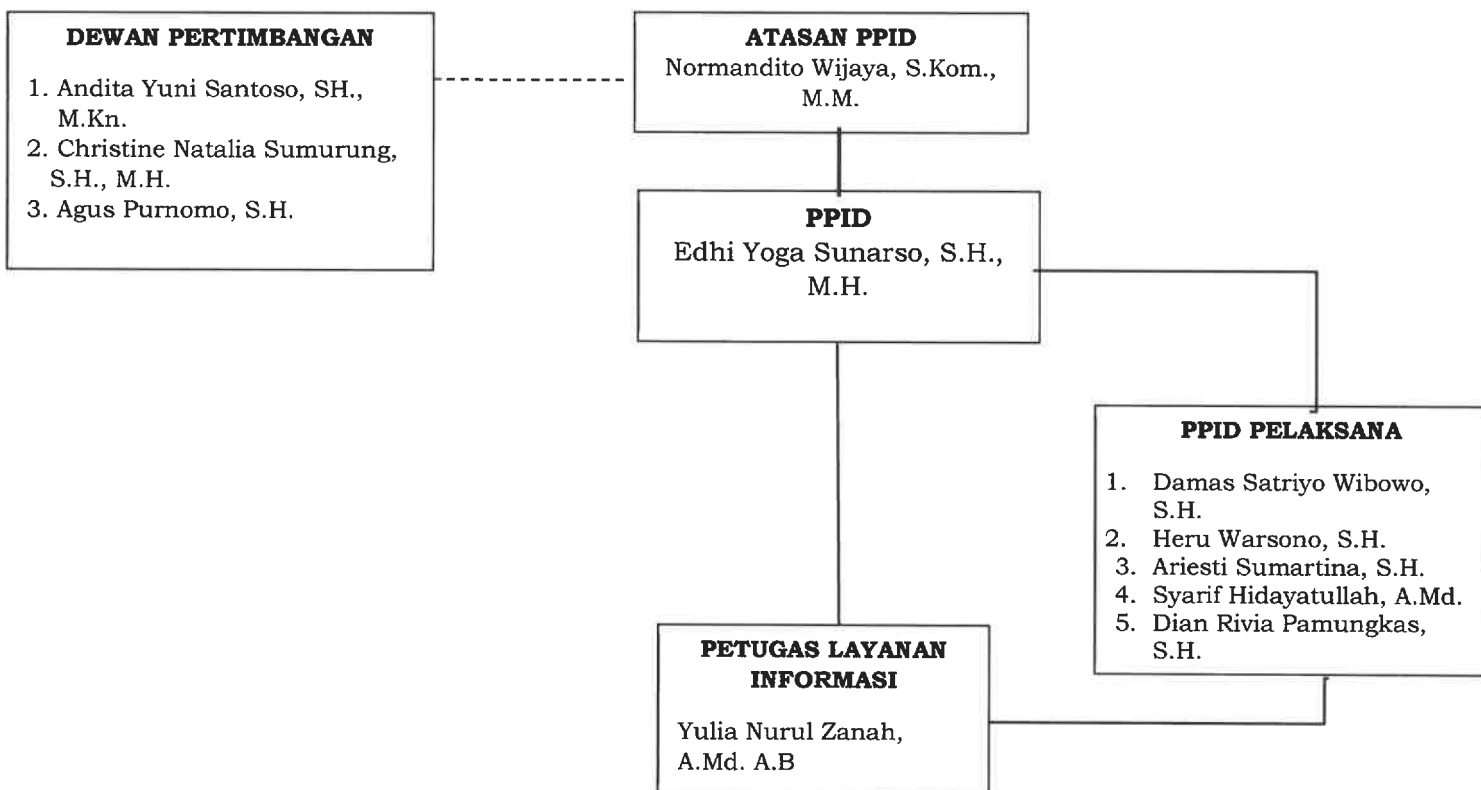 DEWAN PERTIMBANGAN
1. Andita Yuni Santoso, SH.,
M.Kn.
2. Christine Natalia Sumurung,
S.H., M.H.
3. Agus Purnomo, S.H.
ATASAN PPID
Normandito Wijaya, S.Kom.,
M.M.
PPID
Edhi Yoga Sunarso, S.H.,
M.H.
PPID PELAKSANA
1. Damas Satriyo Wibowo,
S.H.
2. Heru Warsono, S.H.
3. Ariesti Sumartina, S.H.
4. Syarif Hidayatullah, A.Md.
5. Dian Rivia Pamungkas,
S.H.
PETUGAS LAYANAN
INFORMASI
Yulia Nurul Zanah,
A.Md. A.B